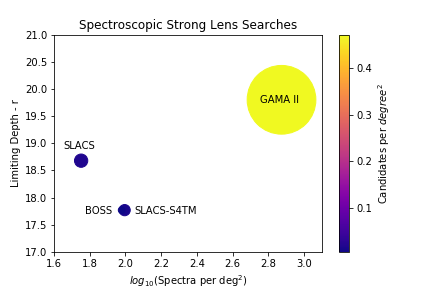 Spectroscopic Strong Lens Searches
21.0
20.5
20.0
19.5
19.0
18.5
18.0
17.5
17.0
Limiting Depth - r
GAMA II
SLACS
BOSS
SLACS-S4TM
1.6 1.8 2.0 2.2 2.4 2.6 2.8 3.0
log₁₀(Spectra per deg²)
0.4
0.3
0.2
0.1
Candidates per degree²